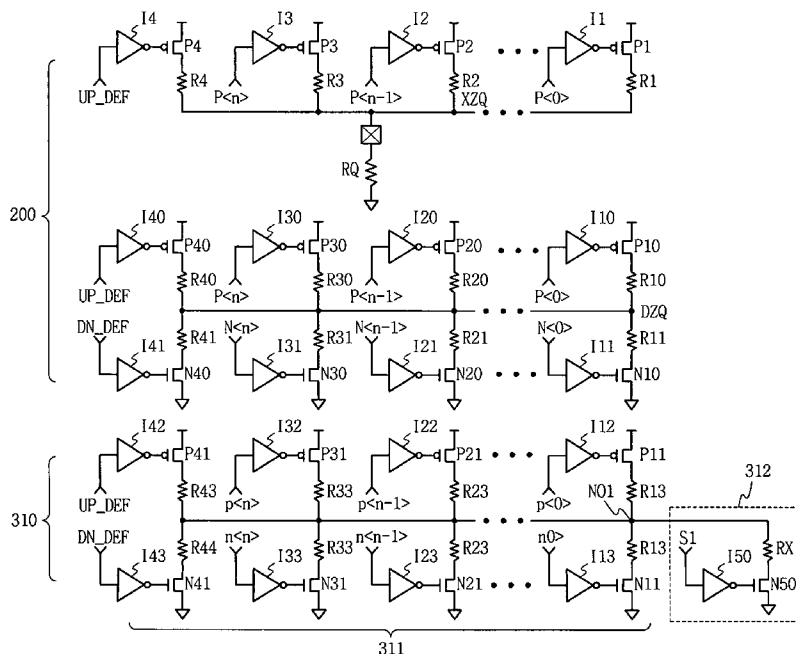 I4 I3 I2 I1
P4 P3 P2 P1
R4 R3 R2 R1
UP_DEF P<n> P<n-1> XZQ P<0>
RQ
200
I40 I30 I20 I10
P40 P30 P20 P10
R40 R30 R20 R10
UP_DEF P<n> P<n-1> P<0>
DZQ
DN_DEF N<n> N<n-1> N<0>
R41 R31 R21 R11
I41 I31 I21 I11
N40 N30 N20 N10
I42 I32 I22 I12
P41 P31 P21 P11
312
R43 R33 R23 NO1 R13
UP_DEF p<n> p<n-1> p<0>
310
DN_DEF n<n> n<n-1> n0> S1
R44 R33 R23 R13 RX
I43 I33 I23 I13 I50
N41 N31 N21 N11 N50
311